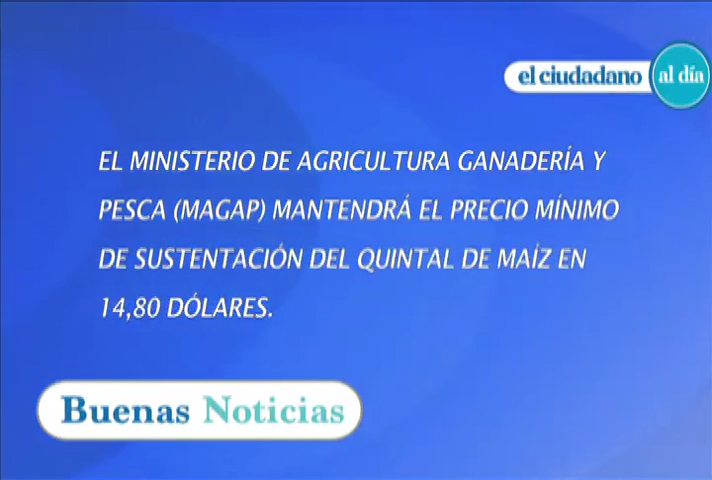 el ciudadano al día
EL MINISTERIO DE AGRICULTURA GANADERÍA Y
PESCA (MAGAP) MANTENDRÁ EL PRECIO MÍNIMO
DE SUSTENTACIÓN DEL QUINTAL DE MAÍZ EN
14,80 DÓLARES.
Buenas Noticias